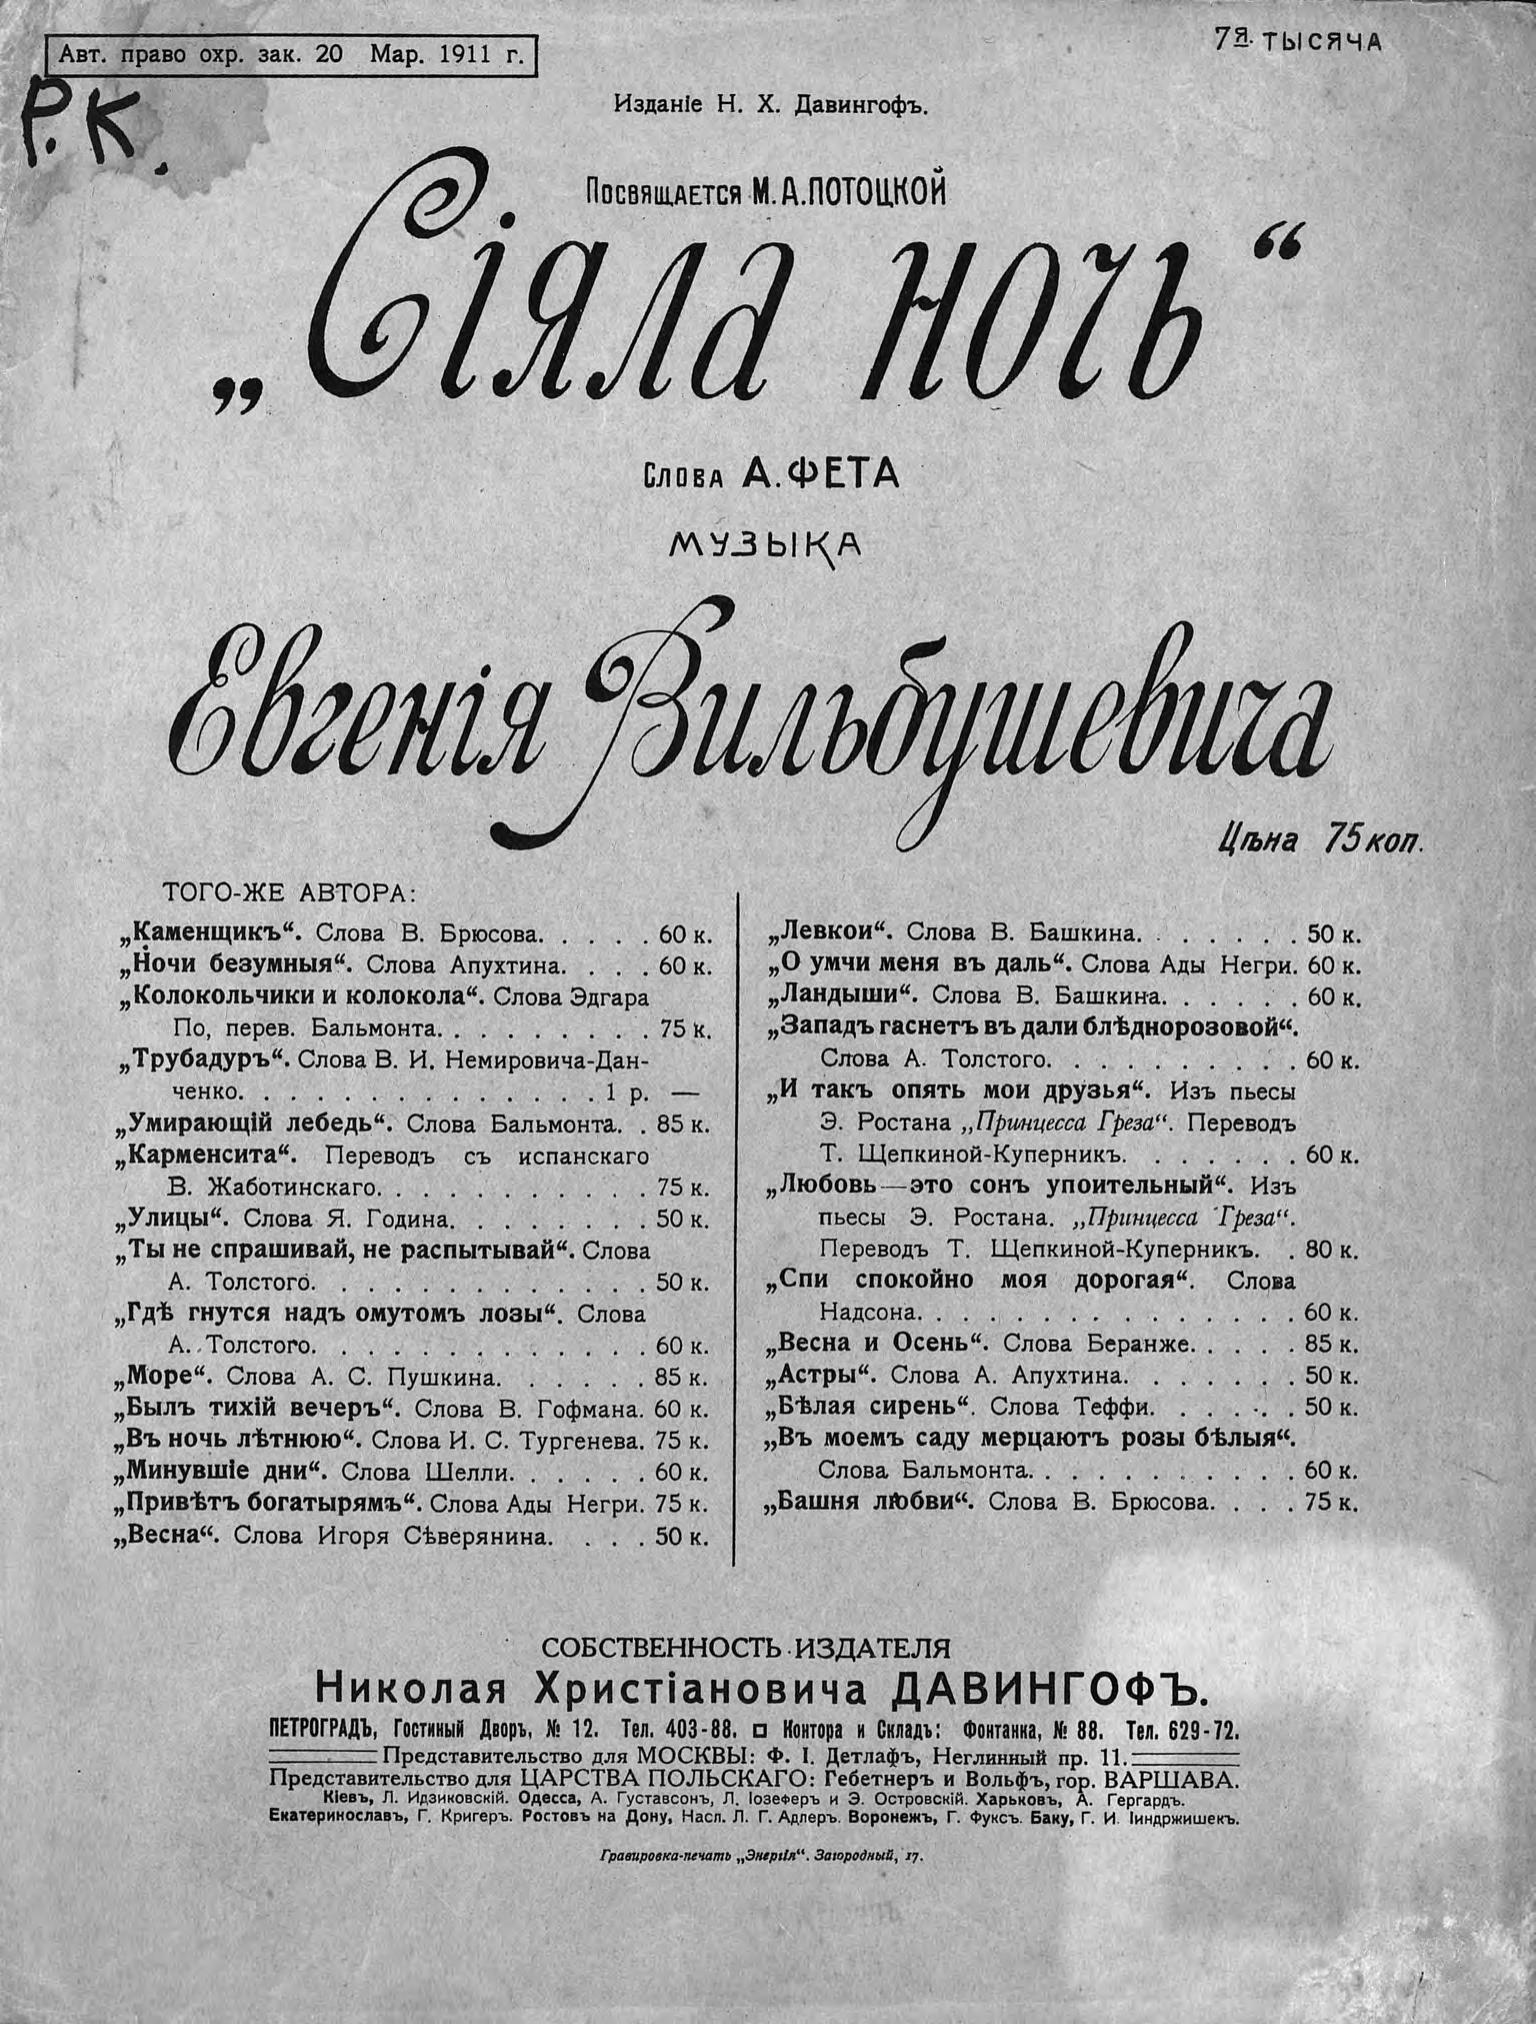 Авт. право охр. зак. 20 Мар. 1911 г.
7я. ТЫСЯЧА
P. K.
Изданіе Н. Х. Давингофъ.
Посвящается М. А. ПОТОЦКОЙ
„Сіяла ночь“
Слова А. ФЕТА
МУЗЫКА
Евгенія Вильбушевича
Цѣна 75 коп.
ТОГО-ЖЕ АВТОРА:
„Каменщикъ“. Слова В. Брюсова. . . . . 60 к.
„Ночи безумныя“. Слова Апухтина. . . . 60 к.
„Колокольчики и колокола“. Слова Эдгара
По, перев. Бальмонта. . . . . . . . . 75 к.
„Трубадуръ“. Слова В. И. Немировича-Дан-
ченко. . . . . . . . . . . . . . . 1 р. —
„Умирающій лебедь“. Слова Бальмонта. . 85 к.
„Карменсита“. Переводъ съ испанскаго
В. Жаботинскаго. . . . . . . . . . . 75 к.
„Улицы“. Слова Я. Година. . . . . . . . 50 к.
„Ты не спрашивай, не распытывай“. Слова
А. Толстого. . . . . . . . . . . . . 50 к.
„Гдѣ гнутся надъ омутомъ лозы“. Слова
А. Толстого. . . . . . . . . . . . . 60 к.
„Море“. Слова А. С. Пушкина. . . . . . 85 к.
„Былъ тихій вечеръ“. Слова В. Гофмана. 60 к.
„Въ ночь лѣтнюю“. Слова И. С. Тургенева. 75 к.
„Минувшіе дни“. Слова Шелли. . . . . . 60 к.
„Привѣтъ богатырямъ“. Слова Ады Негри. 75 к.
„Весна“. Слова Игоря Сѣверянина. . . . 50 к.
„Левкои“. Слова В. Башкина. . . . . . . 50 к.
„О умчи меня въ даль“. Слова Ады Негри. 60 к.
„Ландыши“. Слова В. Башкина. . . . . . 60 к.
„Западъ гаснетъ въ дали блѣднорозовой“.
Слова А. Толстого. . . . . . . . . . 60 к.
„И такъ опять мои друзья“. Изъ пьесы
Э. Ростана „Принцесса Греза“. Переводъ
Т. Щепкиной-Куперникъ. . . . . . . 60 к.
„Любовь—это сонъ упоительный“. Изъ
пьесы Э. Ростана. „Принцесса Греза“.
Переводъ Т. Щепкиной-Куперникъ. . 80 к.
„Спи спокойно моя дорогая“. Слова
Надсона. . . . . . . . . . . . . . . 60 к.
„Весна и Осень“. Слова Беранже. . . . . 85 к.
„Астры“. Слова А. Апухтина. . . . . . . 50 к.
„Бѣлая сирень“. Слова Теффи. . . . . . 50 к.
„Въ моемъ саду мерцаютъ розы бѣлыя“.
Слова Бальмонта. . . . . . . . . . . 60 к.
„Башня любви“. Слова В. Брюсова. . . . 75 к.
СОБСТВЕННОСТЬ ИЗДАТЕЛЯ
Николая Христіановича ДАВИНГОФЪ.
ПЕТРОГРАДЪ, Гостиный Дворъ, № 12. Тел. 403-88. □ Контора и Складъ: Фонтанка, № 88. Тел. 629-72.
Представительство для МОСКВЫ: Ф. І. Детлафъ, Неглинный пр. 11.
Представительство для ЦАРСТВА ПОЛЬСКАГО: Гебетнеръ и Вольфъ, гор. ВАРШАВА.
Кіевъ, Л. Идзиковскій. Одесса, А. Густавсонъ, Л. Іозеферъ и Э. Островскій. Харьковъ, А. Гергардъ.
Екатеринославъ, Г. Кригеръ. Ростовъ на Дону, Насл. Л. Г. Адлеръ. Воронежъ, Г. Фуксъ. Баку, Г. И. Іинджишекъ.
Гравировка-печать „Энергія“. Загородный, 17.